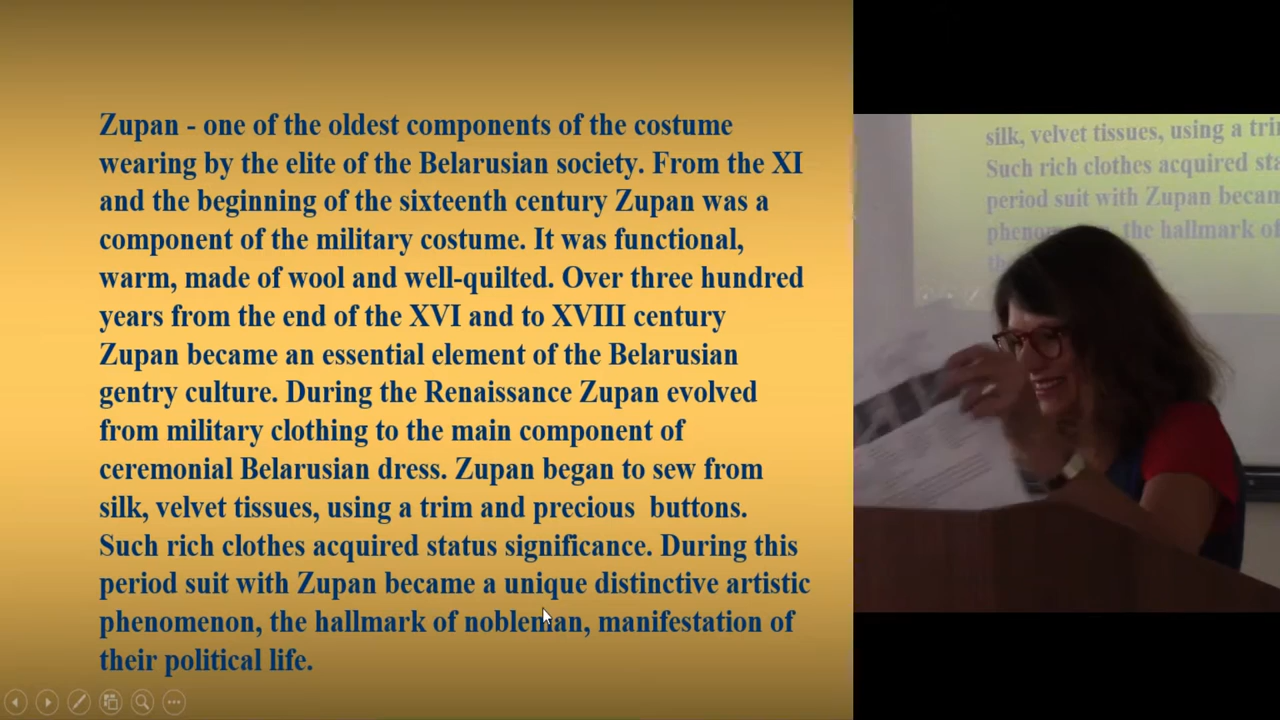 Zupan - one of the oldest components of the costume
wearing by the elite of the Belarusian society. From the XI
and the beginning of the sixteenth century Zupan was a
component of the military costume. It was functional,
warm, made of wool and well-quilted. Over three hundred
years from the end of the XVI and to XVIII century
Zupan became an essential element of the Belarusian
gentry culture. During the Renaissance Zupan evolved
from military clothing to the main component of
ceremonial Belarusian dress. Zupan began to sew from
silk, velvet tissues, using a trim and precious  buttons.
Such rich clothes acquired status significance. During this
period suit with Zupan became a unique distinctive artistic
phenomenon, the hallmark of nobleman, manifestation of
their political life.
silk, velvet tissues, using a
Such rich clothes acquired
period suit with Zupan
the hallmark of